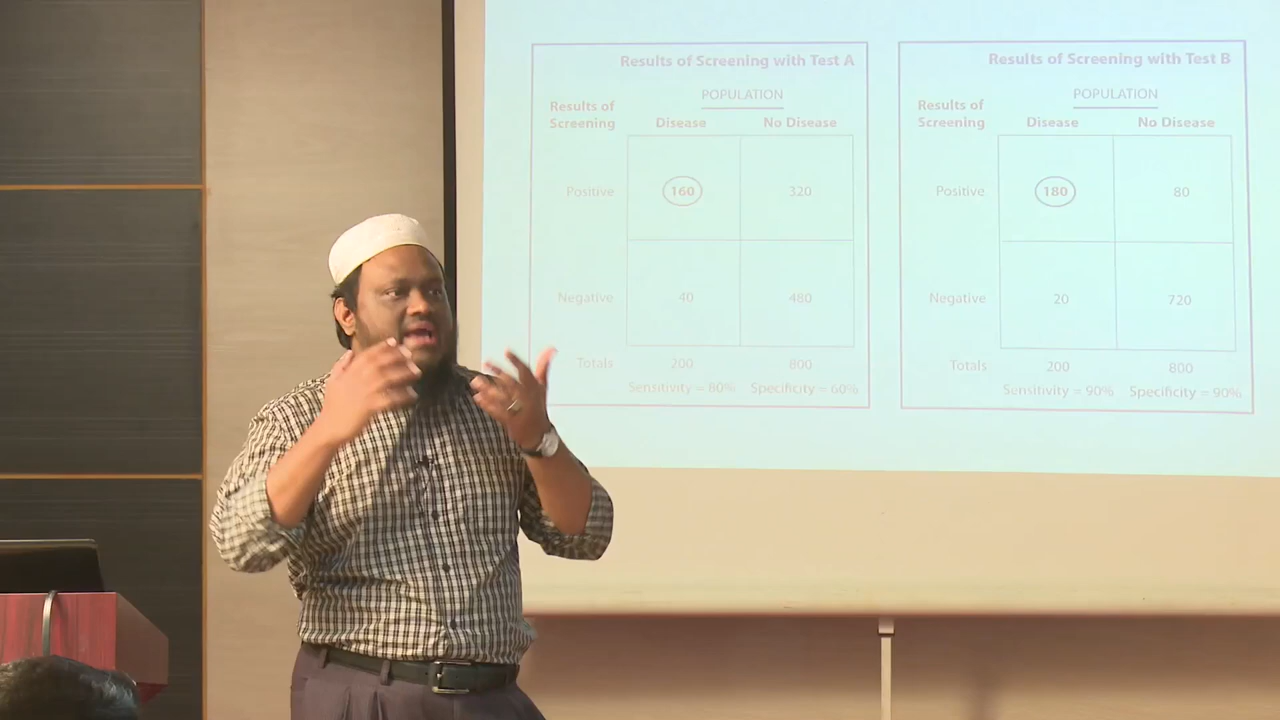 Results of Screening with Test A
POPULATION
Results of
Screening
Disease
No Disease
Positive
160
320
Negative
40
480
Totals
200
800
Sensitivity = 80%
Specificity = 60%
Results of Screening with Test B
POPULATION
Results of
Screening
Disease
No Disease
Positive
180
80
Negative
20
720
Totals
200
800
Sensitivity = 90%
Specificity = 90%